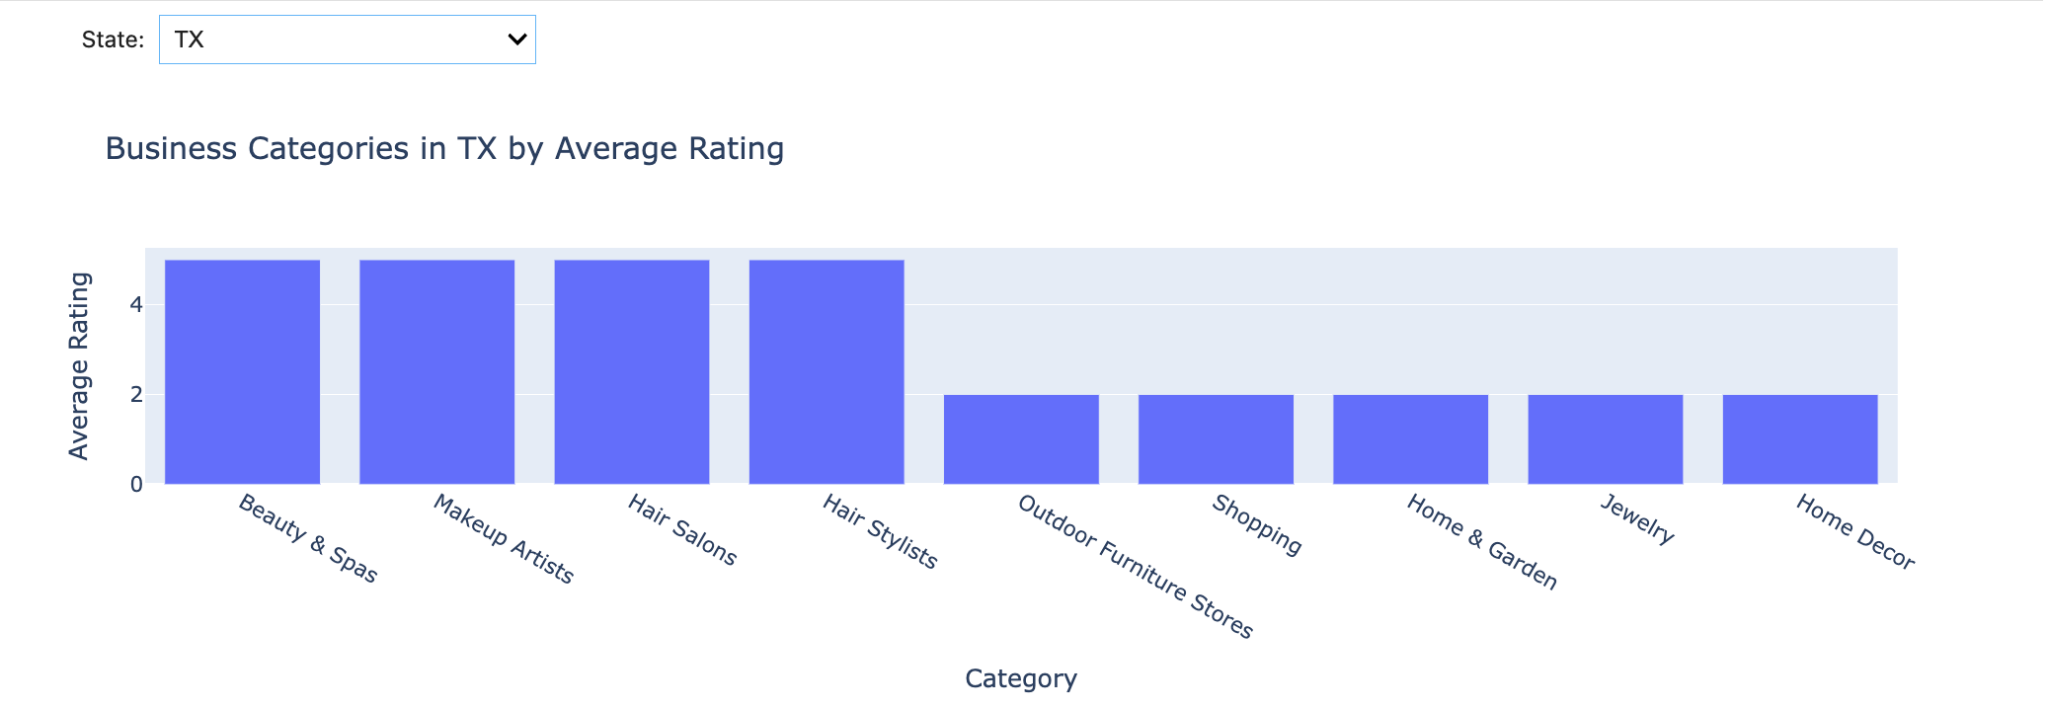 State: TX
Business Categories in TX by Average Rating
Average Rating
4
2
0
Beauty & Spas
Makeup Artists
Hair Salons
Hair Stylists
Outdoor Furniture Stores
Shopping
Home & Garden
Jewelry
Home Decor
Category